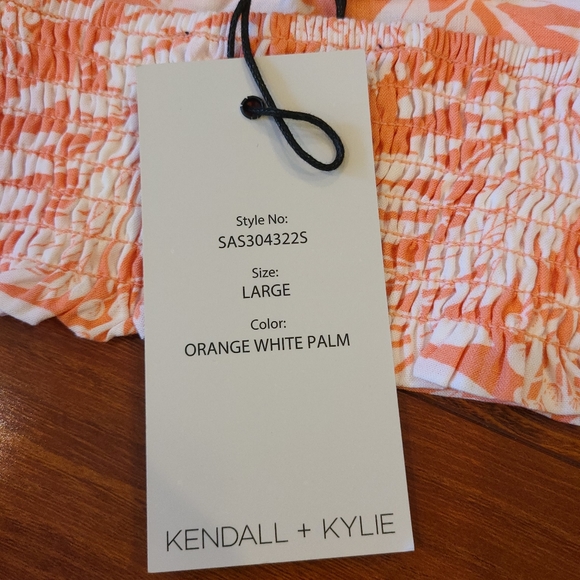 Style No:
SAS304322S
Size:
LARGE
Color:
ORANGE WHITE PALM
KENDALL + KYLIE